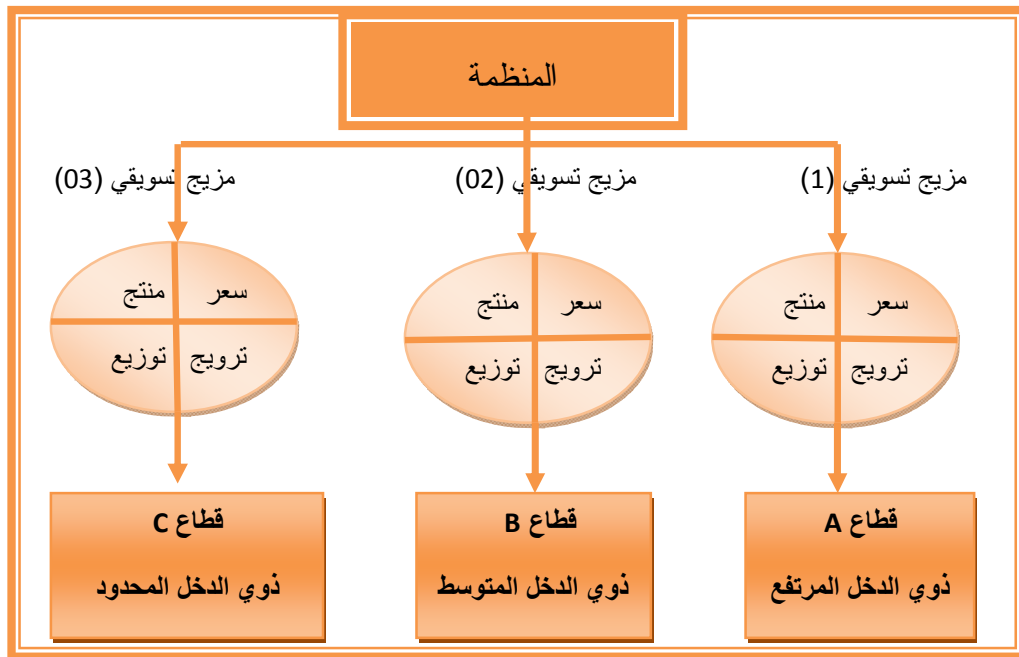 المنظمة
مزيج تسويقي (1)
مزيج تسويقي (02)
مزيج تسويقي (03)
سعر
منتج
ترويج
توزيع
سعر
منتج
ترويج
توزيع
سعر
منتج
ترويج
توزيع
قطاع A
ذوي الدخل المرتفع
قطاع B
ذوي الدخل المتوسط
قطاع C
ذوي الدخل المحدود